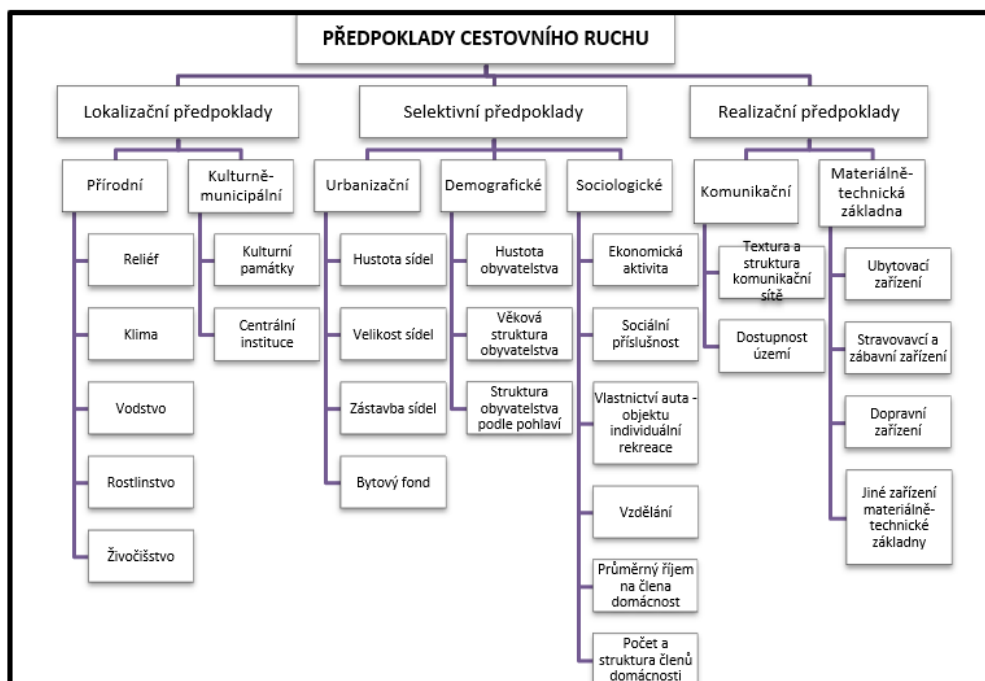 PŘEDPOKLADY CESTOVNÍHO RUCHU
Lokalizační předpoklady
Selektivní předpoklady
Realizační předpoklady
Přírodní
Kulturně-
municipální
Urbanizační
Demografické
Sociologické
Komunikační
Materiálně-
technická
základna
Reliéf
Klima
Vodstvo
Rostlinstvo
Živočišstvo
Kulturní
památky
Centrální
instituce
Hustota sídel
Velikost sídel
Zástavba sídel
Bytový fond
Hustota
obyvatelstva
Věková
struktura
obyvatelstva
Struktura
obyvatelstva
podle pohlaví
Ekonomická
aktivita
Sociální
příslušnost
Vlastnictví auta -
objektu
individuální
rekreace
Vzdělání
Průměrný říjem
na člena
domácnost
Počet a
struktura členů
domácnosti
Textura a
struktura
komunikační
sítě
Dostupnost
území
Ubytovací
zařízení
Stravovavcí a
zábavní zařízení
Dopravní
zařízení
Jiné zařízení
materiálně-
technické
základny